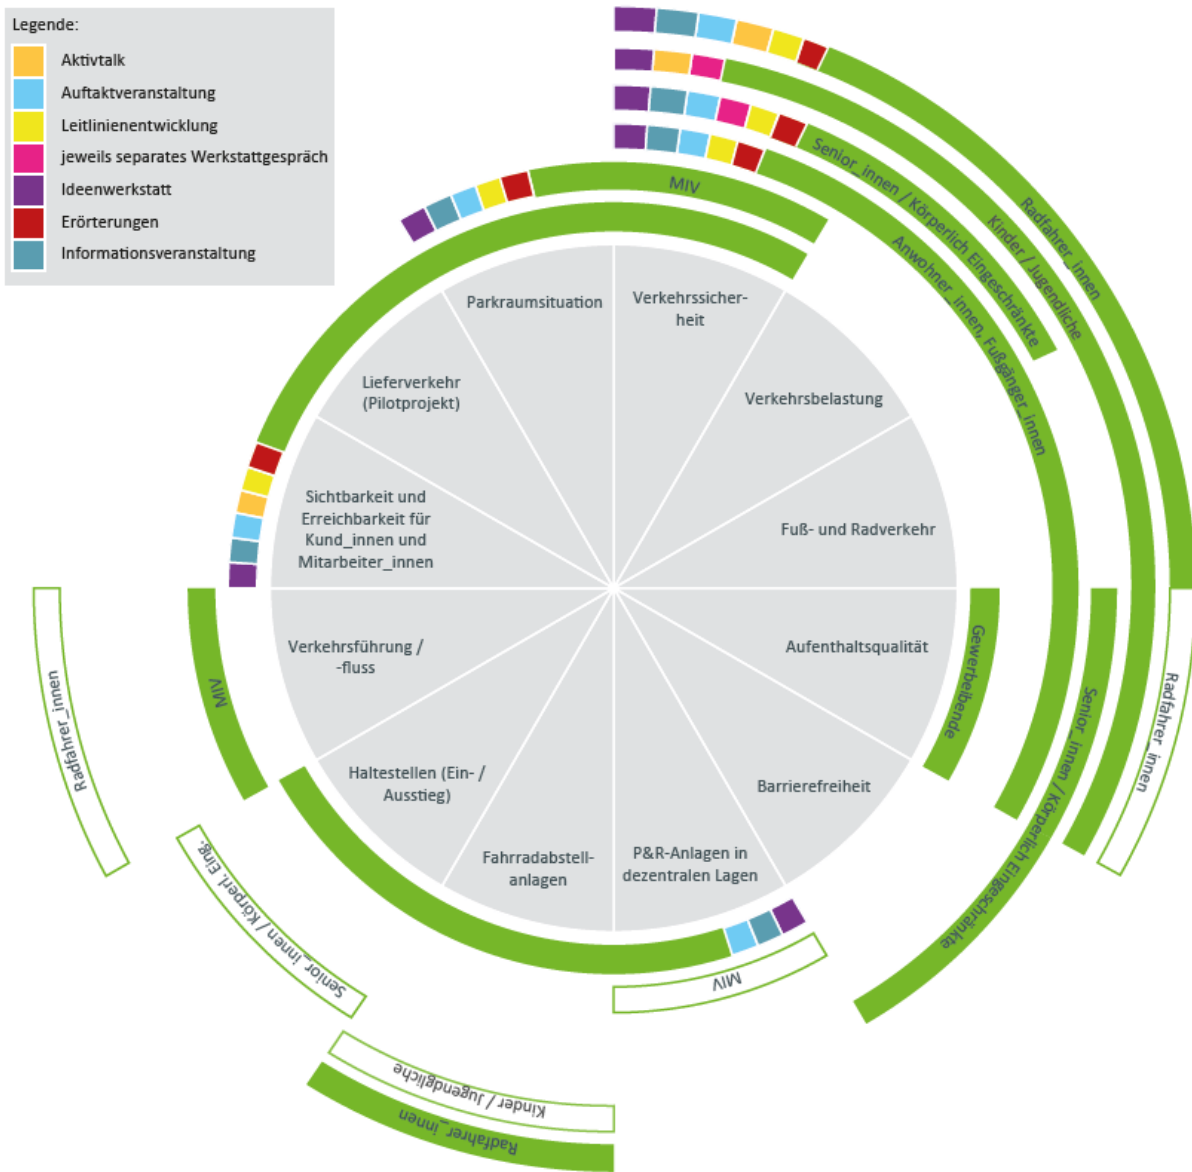 Legende:
Aktivtalk
Auftaktveranstaltung
Leitlinienentwicklung
jeweils separates Werkstattgespräch
Ideenwerkstatt
Erörterungen
Informationsveranstaltung
Radfahrer_innen
Kinder / Jugendliche
Senior_innen / Körperlich Eingeschränkte
Anwohner_innen, Fußgänger_innen
MIV
Parkraumsituation
Verkehrssicher-
heit
Lieferverkehr
(Pilotprojekt)
Verkehrsbelastung
Sichtbarkeit und
Erreichbarkeit für
Kund_innen und
Mitarbeiter_innen
Fuß- und Radverkehr
Verkehrsführung /
-fluss
Aufenthaltsqualität
Haltestellen (Ein- /
Ausstieg)
Barrierefreiheit
Fahrradabstell-
anlagen
P&R-Anlagen in
dezentralen Lagen
Gewerbeibende
Senior_innen / Körperlich Eingeschränkte
Radfahrer_innen
MIV
Radfahrer_innen
Senior_innen / Körperl. Eing.
MIV
Kinder / Jugendgliche
Radfahrer_innen